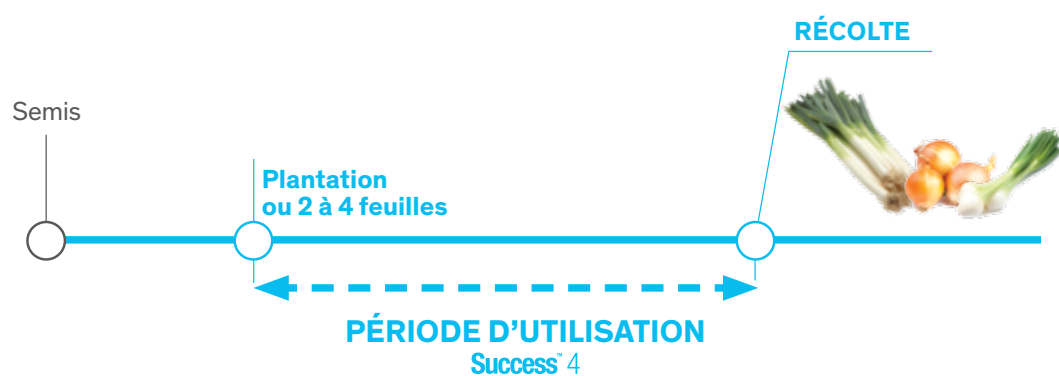 RÉCOLTE
Semis
Plantation
ou 2 à 4 feuilles
PÉRIODE D'UTILISATION
Success™ 4